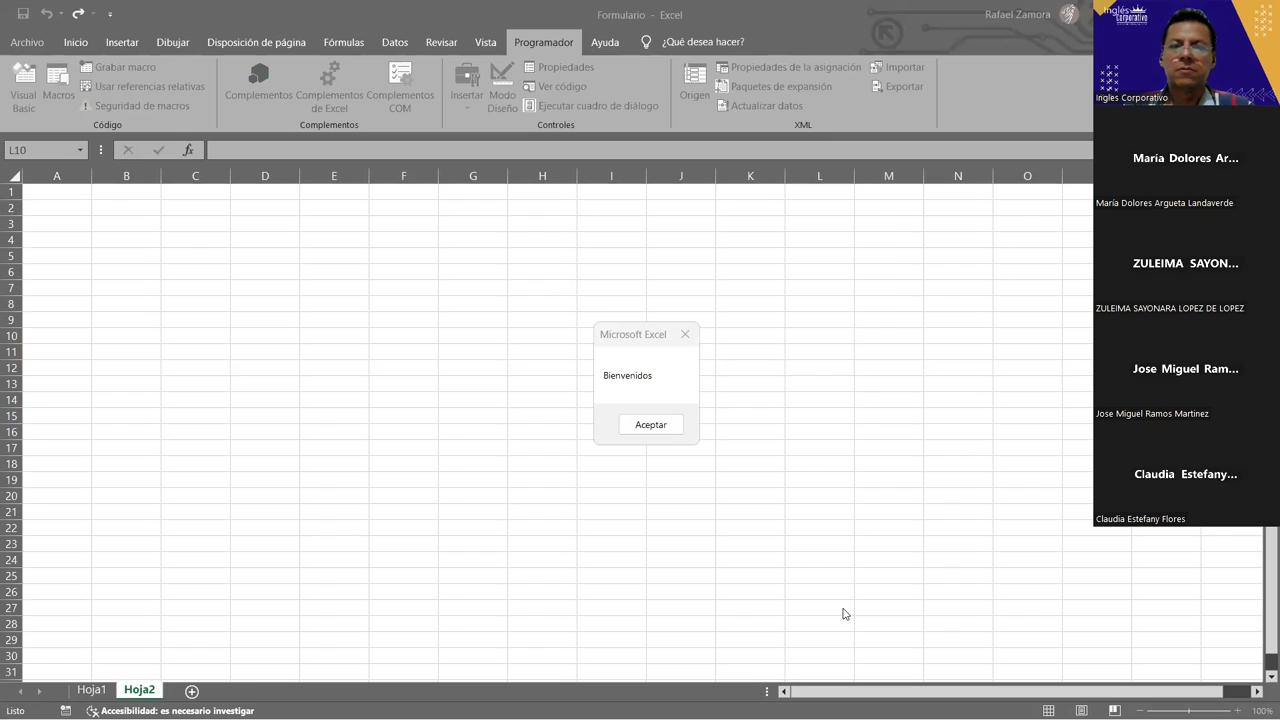 Formulario - Excel
Rafael Zamora
Archivo
Inicio
Insertar
Dibujar
Disposición de página
Fórmulas
Datos
Revisar
Vista
Programador
Ayuda
¿Qué desea hacer?
Visual Basic
Macros
Grabar macro
Usar referencias relativas
Seguridad de macros
Código
Complementos
Complementos de Excel
Complementos COM
Complementos
Insertar
Modo Diseño
Propiedades
Ver código
Ejecutar cuadro de diálogo
Controles
Origen
Propiedades de la asignación
Paquetes de expansión
Actualizar datos
Importar
Exportar
XML
L10
fx
A B C D E F G H I J K L M N O
1
2
3
4
5
6
7
8
9
10
11
12
13
14
15
16
17
18
19
20
21
22
23
24
25
26
27
28
29
30
31
Microsoft Excel
Bienvenidos
Aceptar
Inglés Corporativo
Ingles Corporativo
María Dolores Ar...
María Dolores Argueta Landaverde
ZULEIMA SAYON...
ZULEIMA SAYONARA LOPEZ DE LOPEZ
Jose Miguel Ram...
Jose Miguel Ramos Martinez
Claudia Estefany...
Claudia Estefany Flores
Hoja1
Hoja2
Listo
Accesibilidad: es necesario investigar
100%